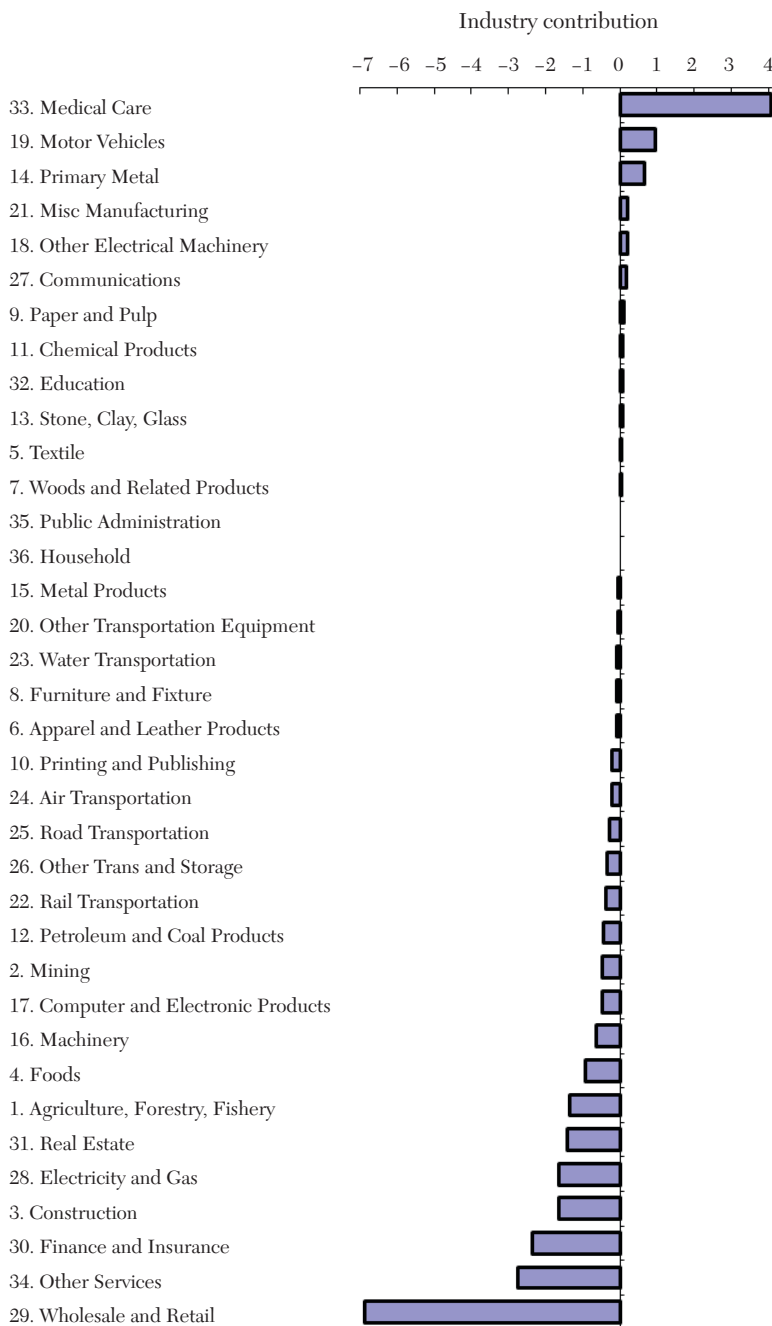 Industry contribution
–7 –6 –5 –4 –3 –2 –1 0 1 2 3 4
33. Medical Care
19. Motor Vehicles
14. Primary Metal
21. Misc Manufacturing
18. Other Electrical Machinery
27. Communications
9. Paper and Pulp
11. Chemical Products
32. Education
13. Stone, Clay, Glass
5. Textile
7. Woods and Related Products
35. Public Administration
36. Household
15. Metal Products
20. Other Transportation Equipment
23. Water Transportation
8. Furniture and Fixture
6. Apparel and Leather Products
10. Printing and Publishing
24. Air Transportation
25. Road Transportation
26. Other Trans and Storage
22. Rail Transportation
12. Petroleum and Coal Products
2. Mining
17. Computer and Electronic Products
16. Machinery
4. Foods
1. Agriculture, Forestry, Fishery
31. Real Estate
28. Electricity and Gas
3. Construction
30. Finance and Insurance
34. Other Services
29. Wholesale and Retail